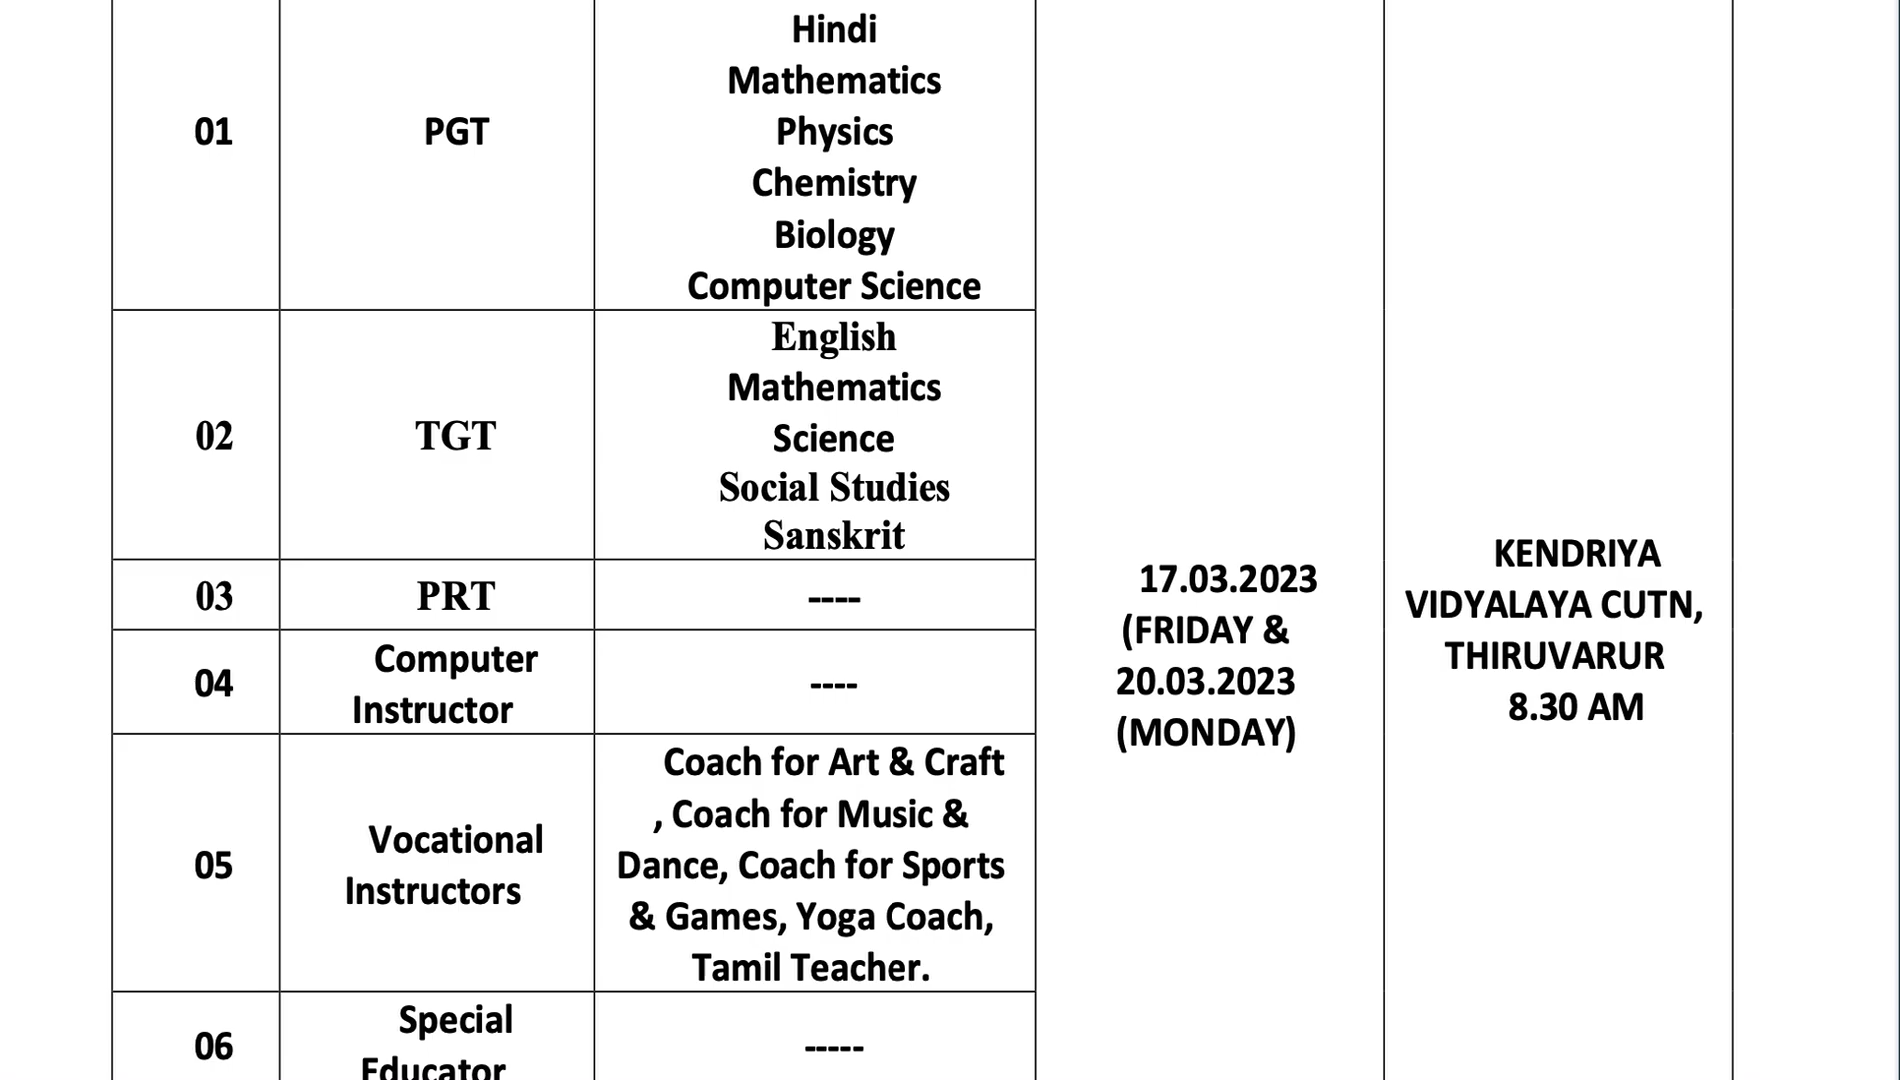 01
PGT
Hindi
Mathematics
Physics
Chemistry
Biology
Computer Science
02
TGT
English
Mathematics
Science
Social Studies
Sanskrit
03
PRT
----
04
Computer
Instructor
----
05
Vocational
Instructors
Coach for Art & Craft
, Coach for Music &
Dance, Coach for Sports
& Games, Yoga Coach,
Tamil Teacher.
06
Special
Educator
-----
17.03.2023
(FRIDAY &
20.03.2023
(MONDAY)
KENDRIYA
VIDYALAYA CUTN,
THIRUVARUR
8.30 AM